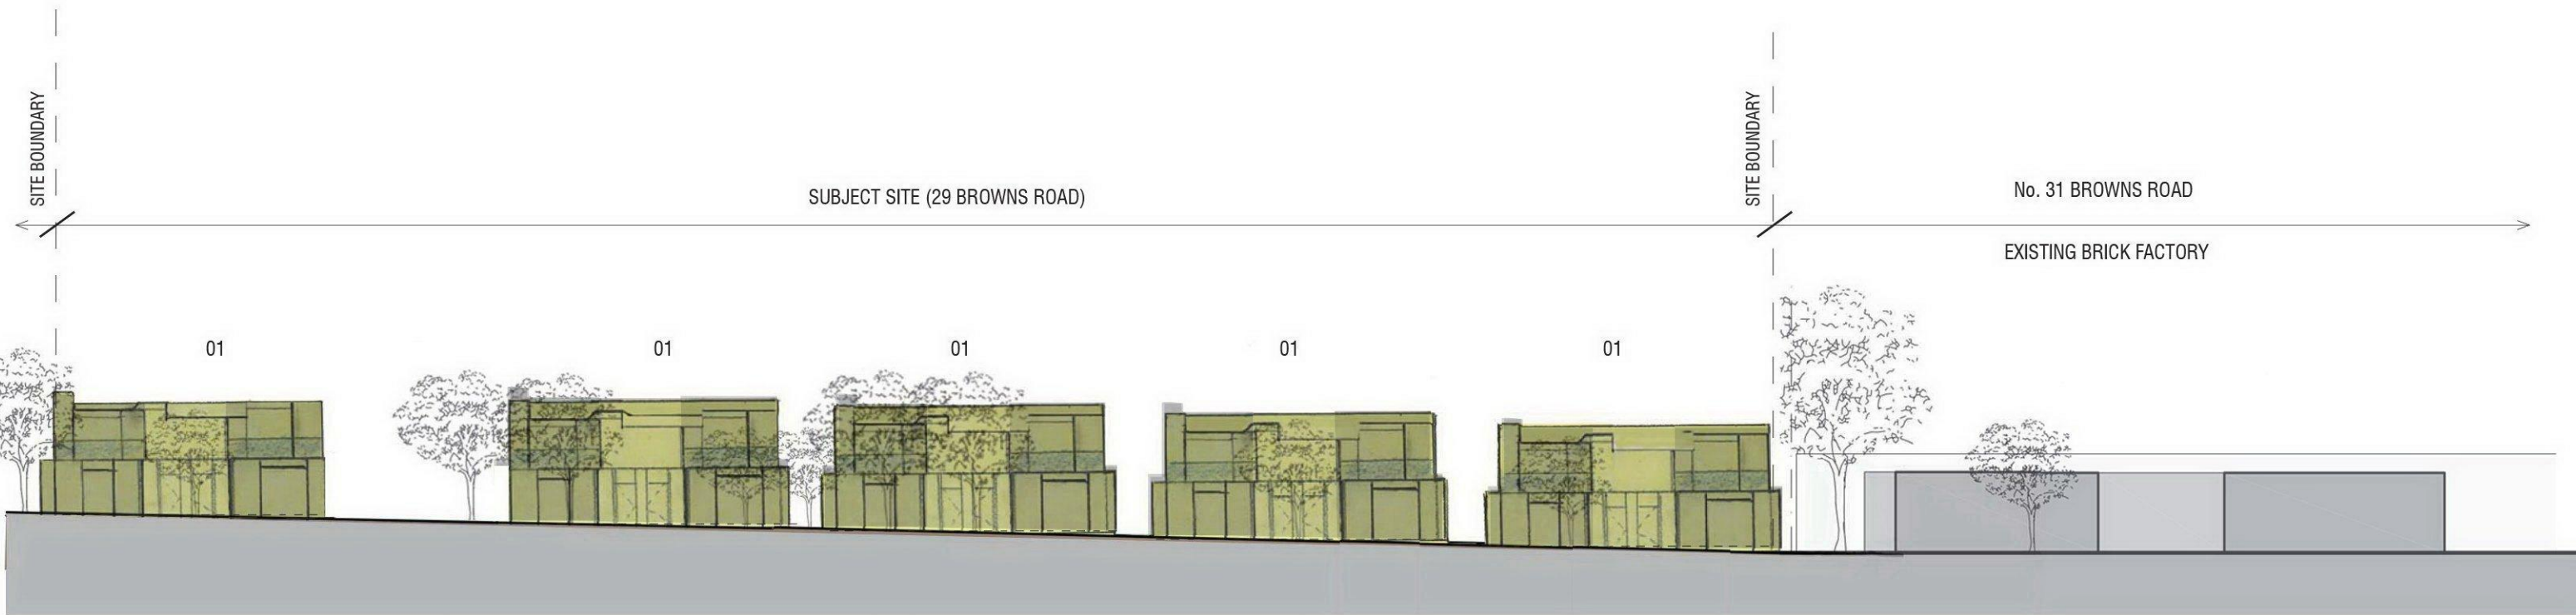 SITE BOUNDARY
SUBJECT SITE (29 BROWNS ROAD)
SITE BOUNDARY
No. 31 BROWNS ROAD
EXISTING BRICK FACTORY
01
01
01
01
01